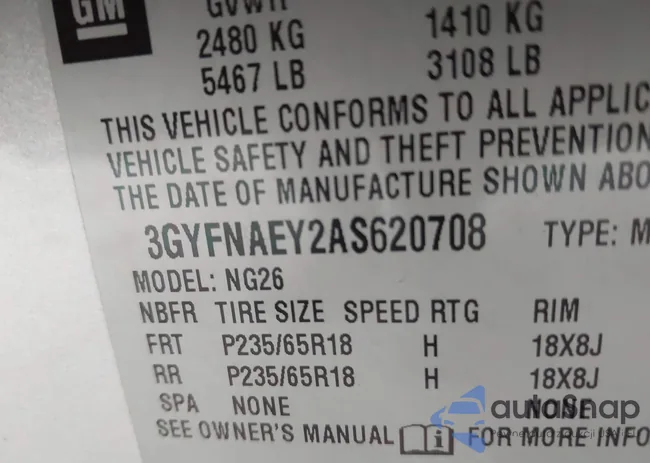 GM
GVWR
2480 KG 1410 KG
5467 LB 3108 LB
THIS VEHICLE CONFORMS TO ALL APPLIC
VEHICLE SAFETY AND THEFT PREVENTION
THE DATE OF MANUFACTURE SHOWN ABO
3GYFNAEY2AS620708 TYPE: M
MODEL: NG26
NBFR TIRE SIZE SPEED RTG RIM
FRT P235/65R18 H 18X8J
RR P235/65R18 H 18X8J
SPA NONE NONE
SEE OWNER'S MANUAL i FOR MORE INFO
autosnap